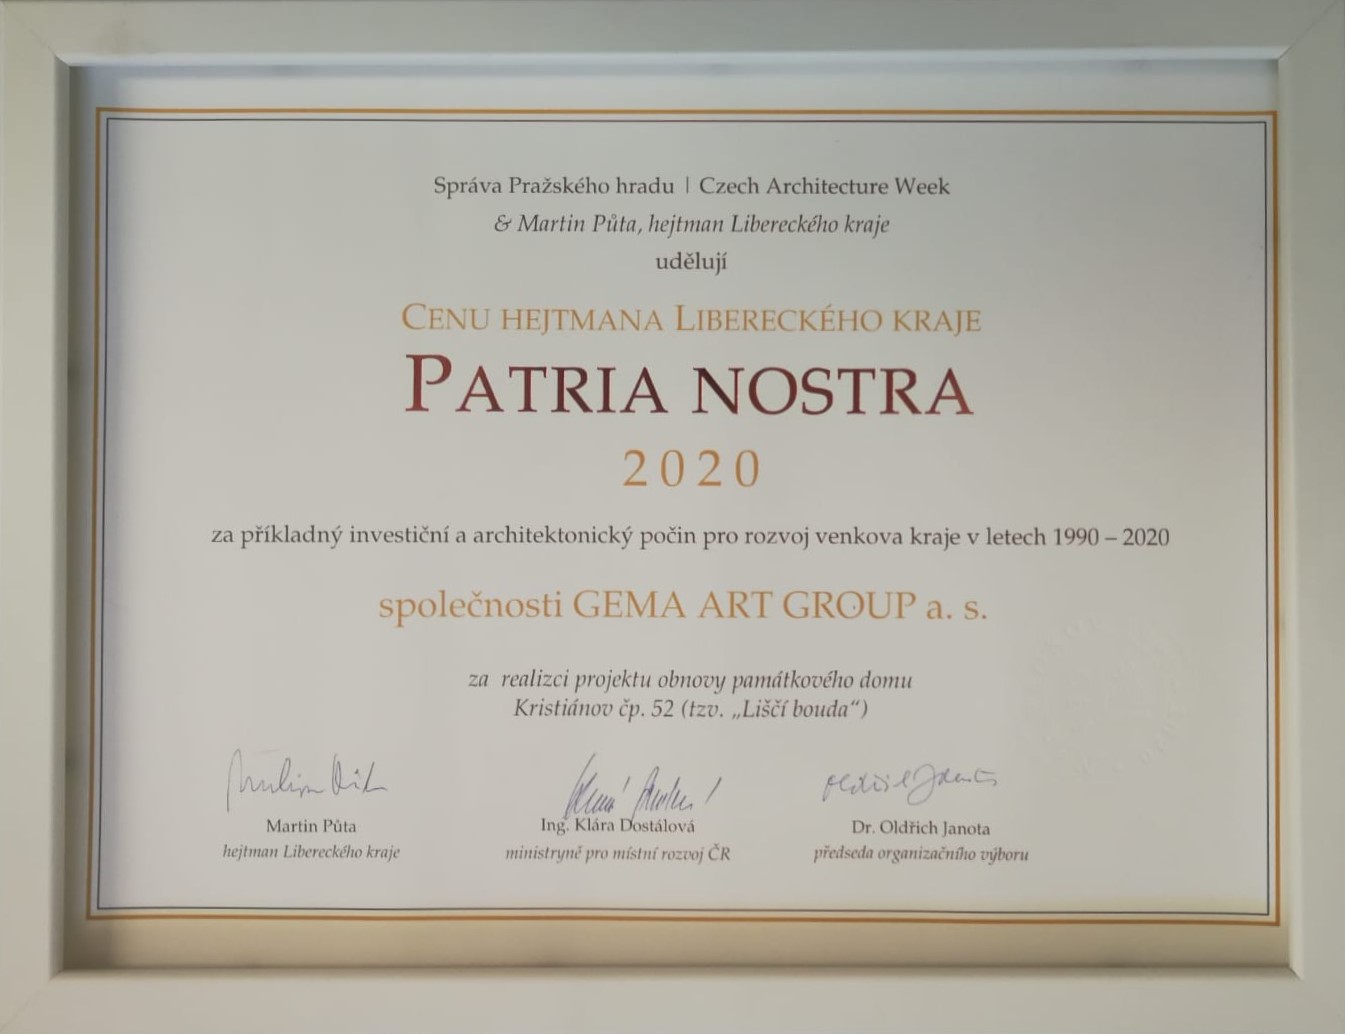 Správa Pražského hradu | Czech Architecture Week
& Martin Půta, hejtman Libereckého kraje
udělují
CENU HEJTMANA LIBERECKÉHO KRAJE
PATRIA NOSTRA
2020
za příkladný investiční a architektonický počin pro rozvoj venkova kraje v letech 1990 – 2020
společnosti GEMA ART GROUP a. s.
za realizci projektu obnovy památkového domu
Kristiánov čp. 52 (tzv. „Liščí bouda“)
Martin Půta
hejtman Libereckého kraje
Ing. Klára Dostálová
ministryně pro místní rozvoj ČR
Dr. Oldřich Janota
předseda organizačního výboru